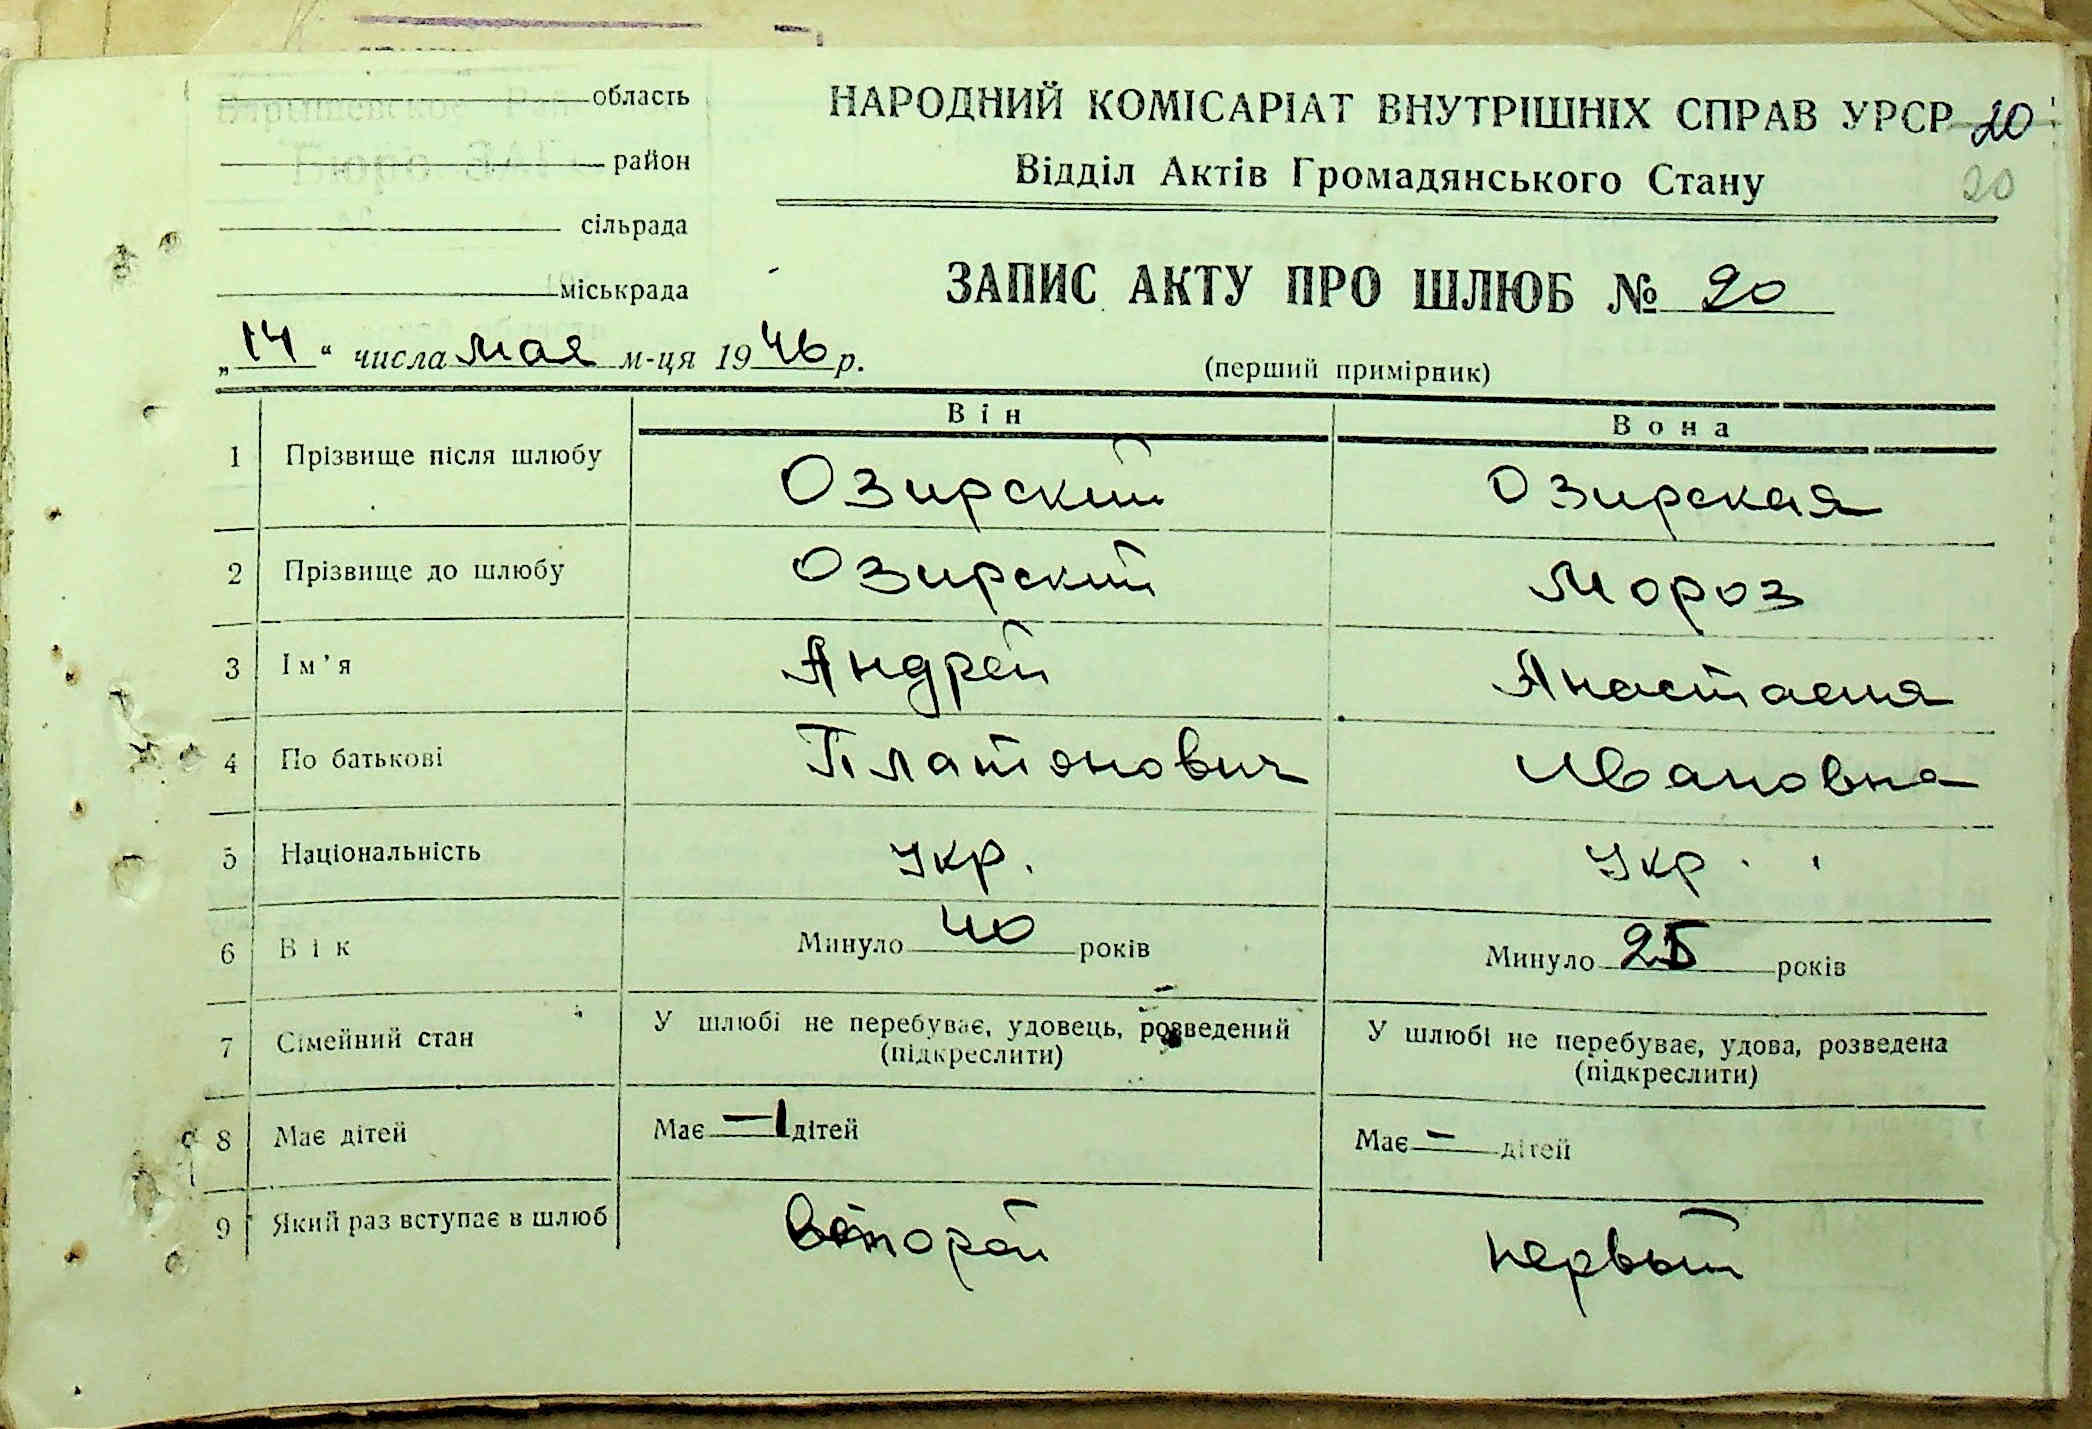 область
район
сільрада
міськрада
НАРОДНИЙ КОМІСАРІАТ ВНУТРІШНІХ СПРАВ УРСР 20
Відділ Актів Громадянського Стану 20
ЗАПИС АКТУ ПРО ШЛЮБ № 20
„14“ числа мая м-ця 1946 р.
(перший примірник)
Він Вона
1 Прізвище після шлюбу Озирский Озирская
2 Прізвище до шлюбу Озирский Мороз
3 Ім'я Андрей Анастасия
4 По батькові Платонович Ивановна
5 Національність Укр. Укр.
6 Вік Минуло 40 років Минуло 25 років
7 Сімейний стан У шлюбі не перебуває, удовець, розведений У шлюбі не перебуває, удова, розведена
(підкреслити) (підкреслити)
8 Має дітей Має –1 дітей Має – дітей
9 Який раз вступає в шлюб второй первый